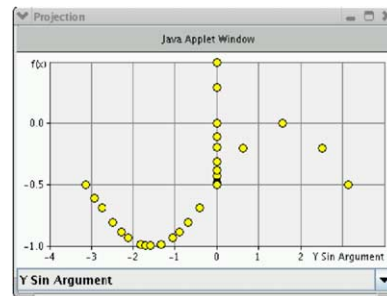 Projection
Java Applet Window
f(x)
0.0
-0.5
-1.0
-4 -3 -2 -1 0 1 2 Y Sin Argument
Y Sin Argument